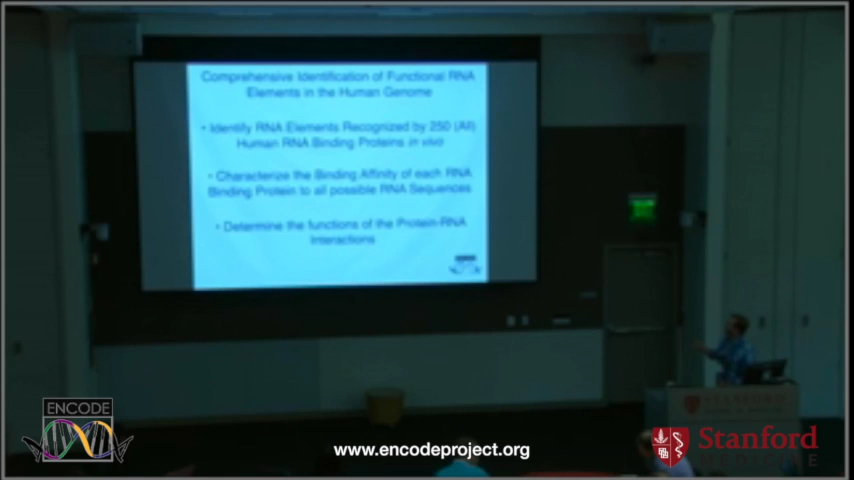 Comprehensive Identification of Functional RNA
Elements in the Human Genome
• Identify RNA Elements Recognized by 250 (All)
Human RNA Binding Proteins in vivo
• Characterize the Binding Affinity of each RNA
Binding Protein to all possible RNA Sequences
• Determine the functions of the Protein-RNA
Interactions
ENCODE
www.encodeproject.org
Stanford
MEDICINE
STANFORD